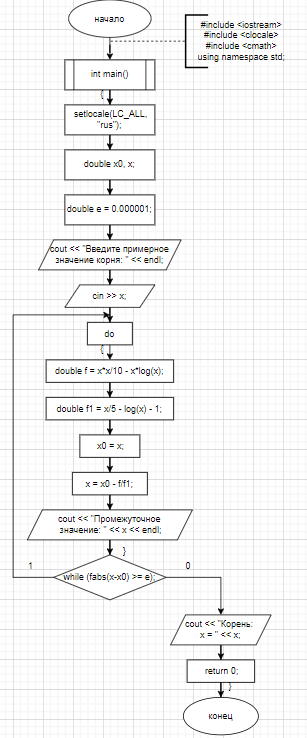 начало
#include <iostream>
#include <clocale>
#include <cmath>
using namespace std;
int main()
{
setlocale(LC_ALL,
"rus");
double x0, x;
double e = 0.000001;
cout << "Введите примерное
значение корня: " << endl;
cin >> x;
do
{
double f = x*x/10 - x*log(x);
double f1 = x/5 - log(x) - 1;
x0 = x;
x = x0 - f/f1;
cout << "Промежуточное
значение: " << x << endl;
}
1
while (fabs(x-x0) >= e);
0
cout << "Корень:
x = " << x;
return 0;
}
конец